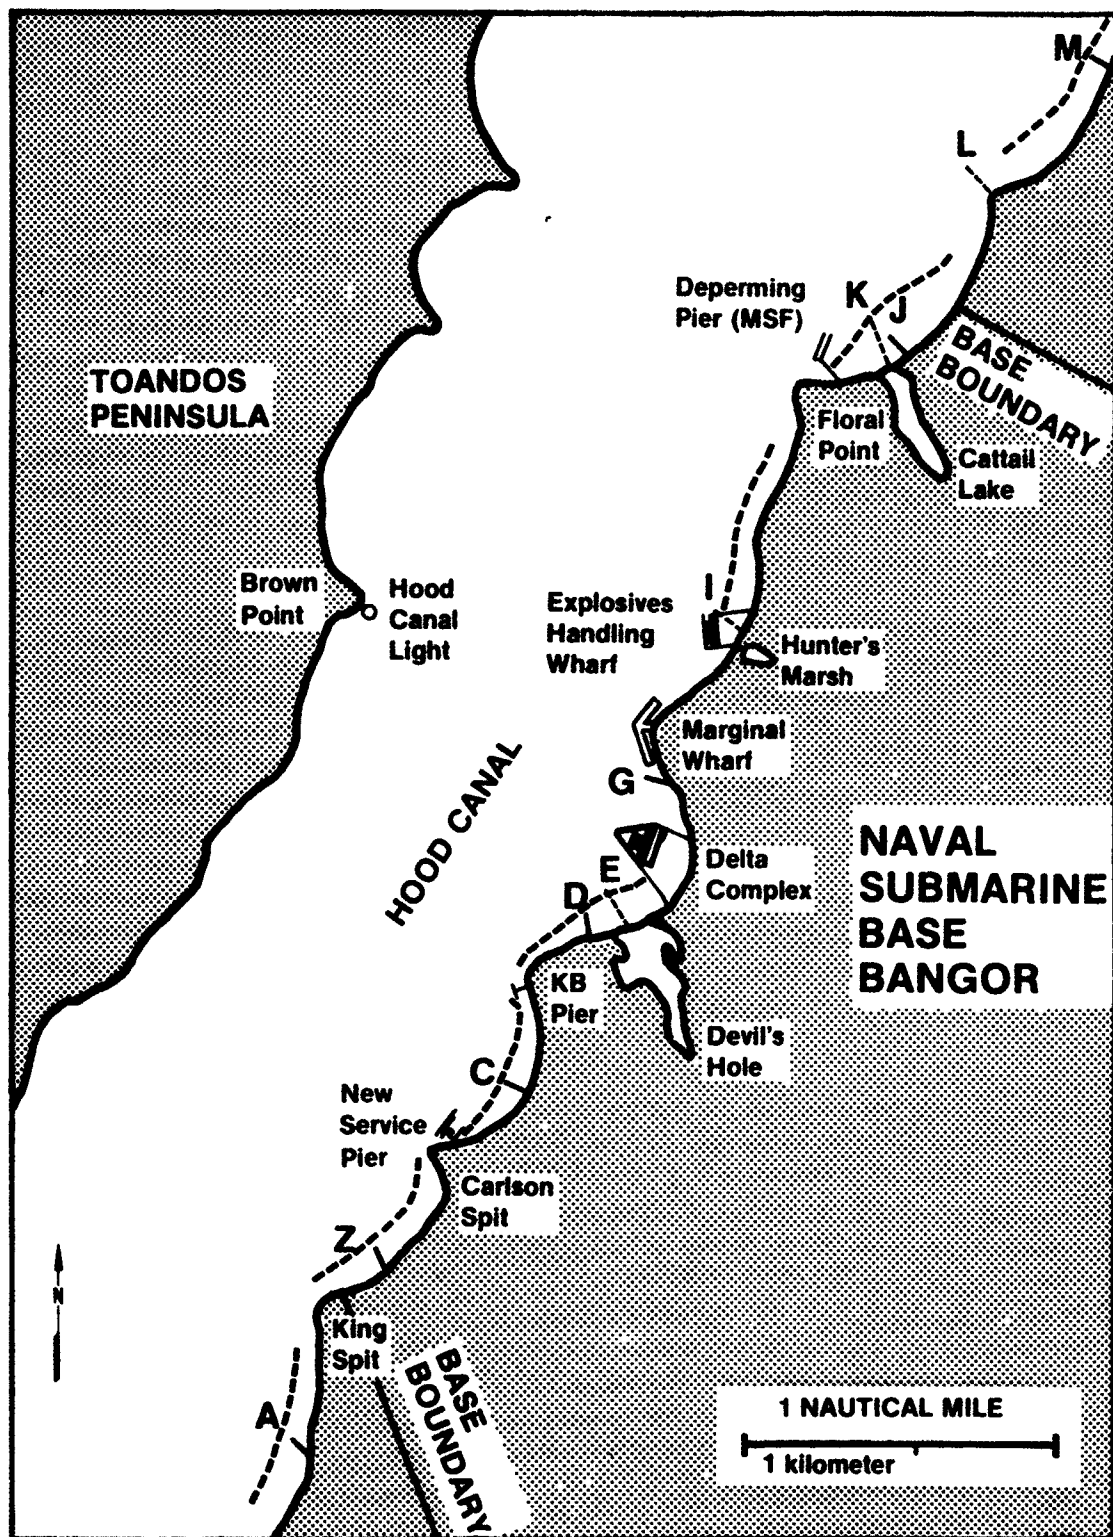 M
L
Deperming
Pier (MSF)
K
J
BASE
BOUNDARY
TOANDOS
PENINSULA
Floral
Point
Cattail
Lake
Brown
Point
Hood
Canal
Light
I
Explosives
Handling
Wharf
Hunter's
Marsh
Marginal
Wharf
G
HOOD CANAL
Delta
Complex
NAVAL
SUBMARINE
BASE
BANGOR
E
D
KB
Pier
Devil's
Hole
C
New
Service
Pier
Carlson
Spit
Z
N
King
Spit
BASE
BOUNDARY
A
1 NAUTICAL MILE
1 kilometer